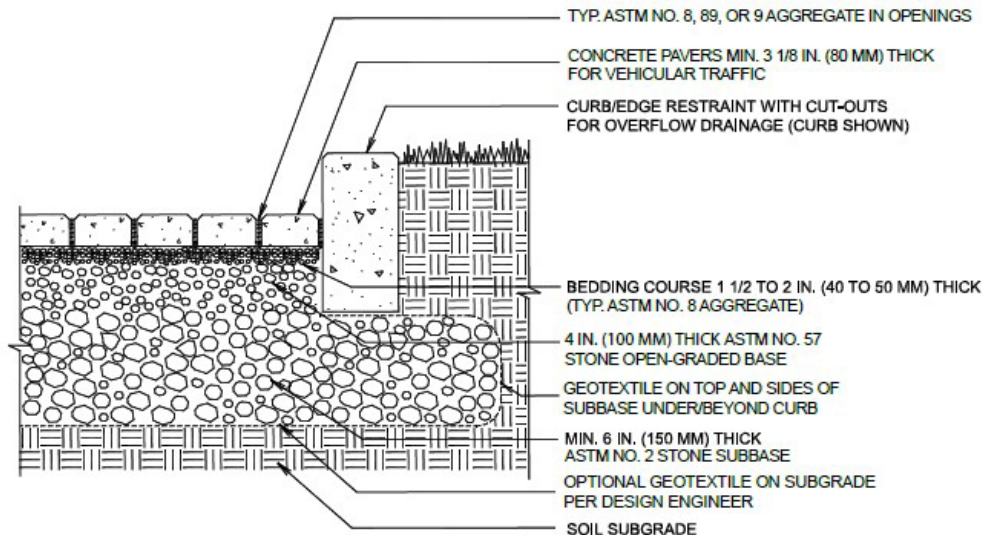 TYP. ASTM NO. 8, 89, OR 9 AGGREGATE IN OPENINGS
CONCRETE PAVERS MIN. 3 1/8 IN. (80 MM) THICK
FOR VEHICULAR TRAFFIC
CURB/EDGE RESTRAINT WITH CUT-OUTS
FOR OVERFLOW DRAINAGE (CURB SHOWN)
BEDDING COURSE 1 1/2 TO 2 IN. (40 TO 50 MM) THICK
(TYP. ASTM NO. 8 AGGREGATE)
4 IN. (100 MM) THICK ASTM NO. 57
STONE OPEN-GRADED BASE
GEOTEXTILE ON TOP AND SIDES OF
SUBBASE UNDER/BEYOND CURB
MIN. 6 IN. (150 MM) THICK
ASTM NO. 2 STONE SUBBASE
OPTIONAL GEOTEXTILE ON SUBGRADE
PER DESIGN ENGINEER
SOIL SUBGRADE